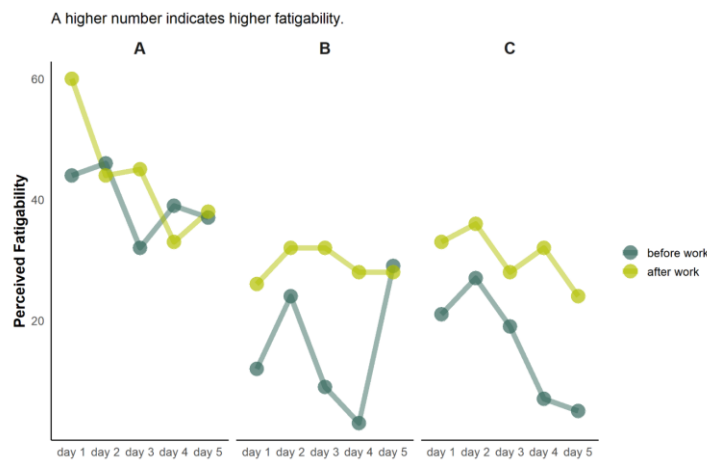 A higher number indicates higher fatigability.
A B C
60
40
20
Perceived Fatigability
before work
after work
day 1 day 2 day 3 day 4 day 5 day 1 day 2 day 3 day 4 day 5 day 1 day 2 day 3 day 4 day 5